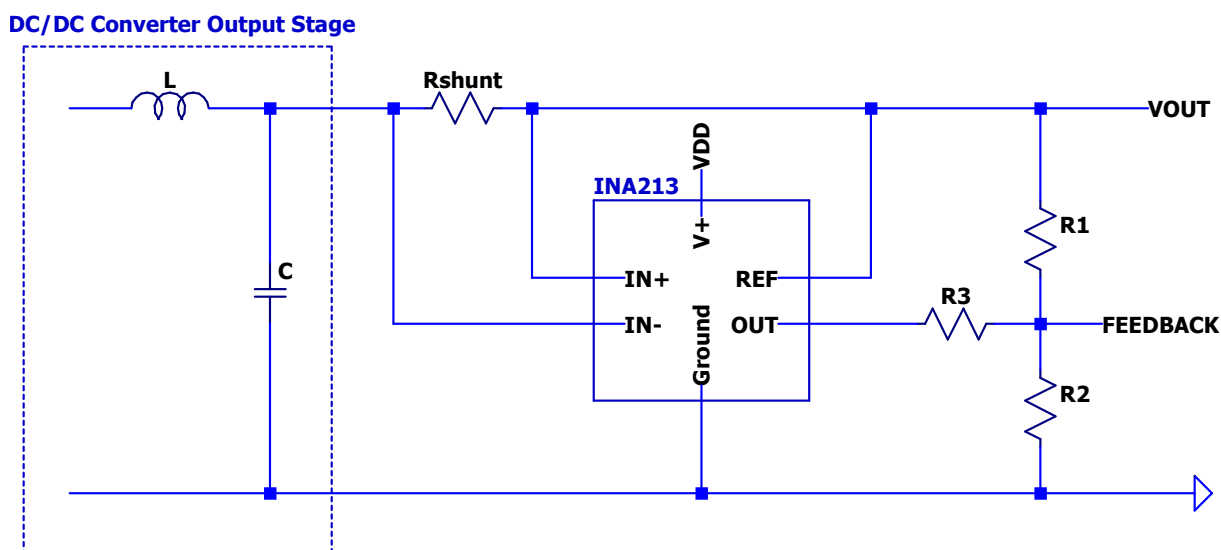 DC/DC Converter Output Stage
L
Rshunt
VOUT
VDD
INA213
V+
R1
C
IN+
REF
R3
IN-
OUT
FEEDBACK
Ground
R2